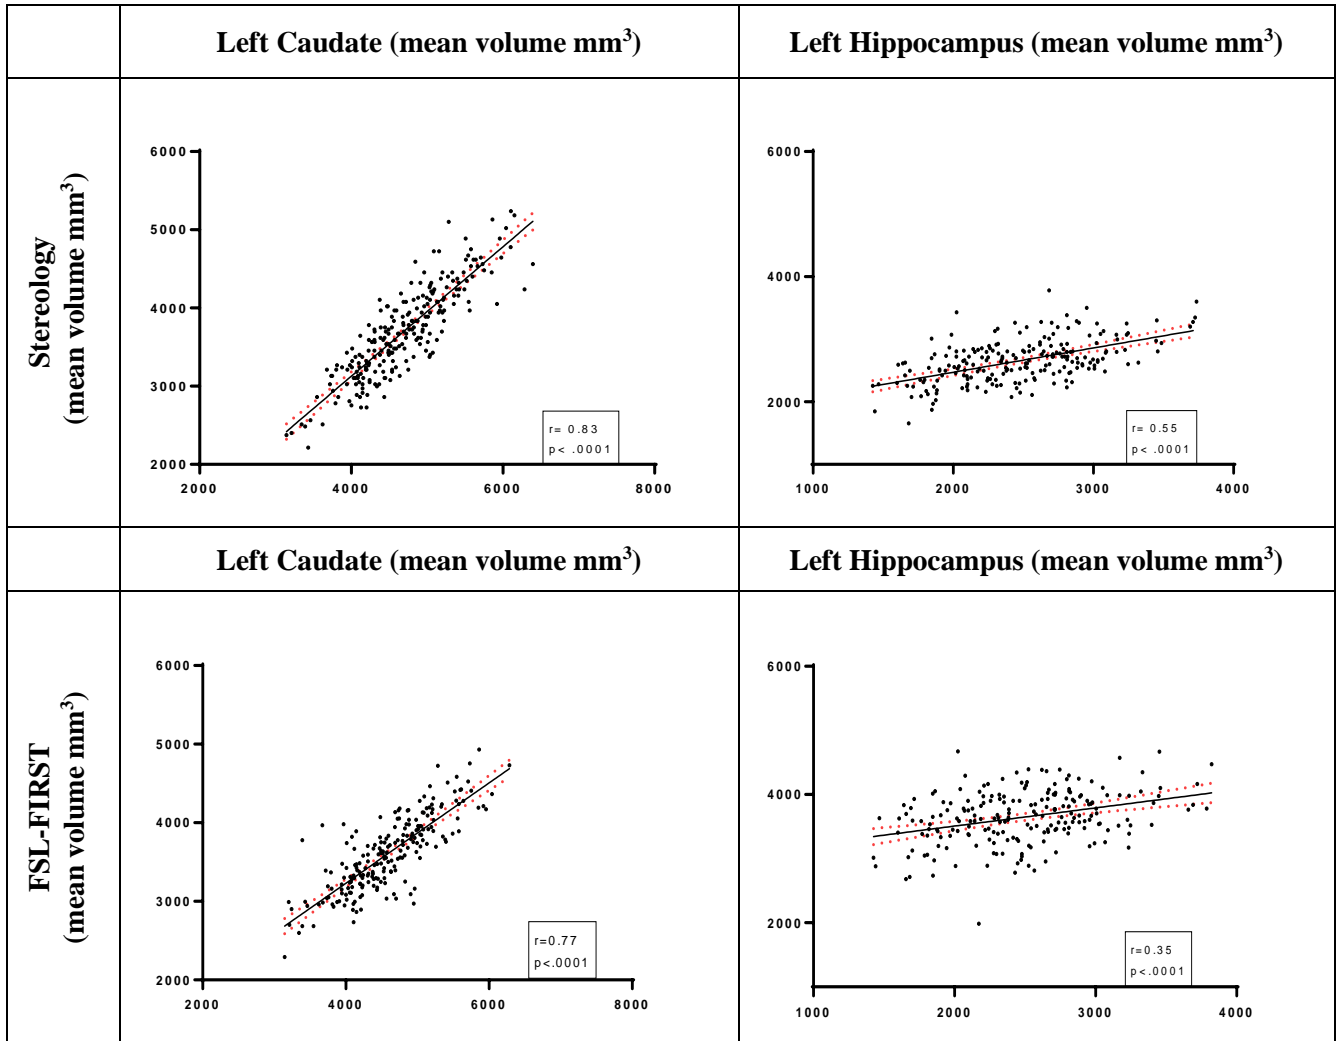 Left Caudate (mean volume mm³)
Left Hippocampus (mean volume mm³)
Stereology
(mean volume mm³)
6000
5000
4000
3000
2000
2000
4000
6000
8000
r= 0.83
p< .0001
6000
4000
2000
1000
2000
3000
4000
r= 0.55
p< .0001
Left Caudate (mean volume mm³)
Left Hippocampus (mean volume mm³)
FSL-FIRST
(mean volume mm³)
6000
5000
4000
3000
2000
2000
4000
6000
8000
r=0.77
p<.0001
6000
4000
2000
1000
2000
3000
4000
r=0.35
p<.0001